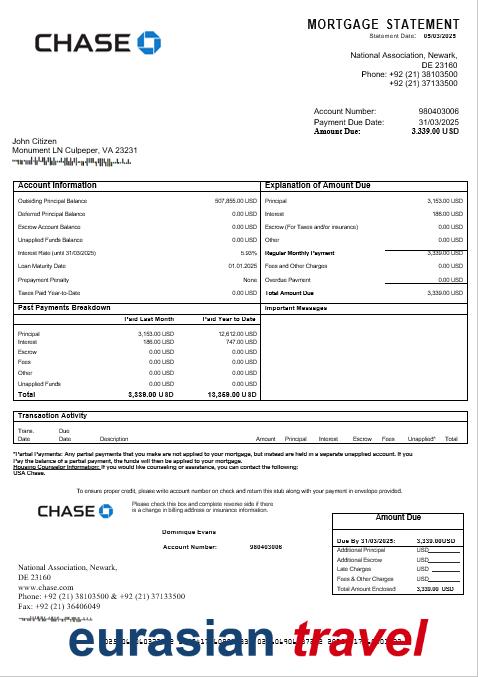 CHASE
MORTGAGE STATEMENT
Statement Date: 05/03/2025
National Association, Newark,
DE 23160
Phone: +92 (21) 38103500
+92 (21) 37133500
Account Number: 980403006
Payment Due Date: 31/03/2025
Amount Due: 3,339.00 USD
John Citizen
Monument LN Culpeper, VA 23231
Account Information
Outsiding Principal Balance 507,855.00 USD
Deferred Principal Balance 0.00 USD
Escrow Account Balance 0.00 USD
Unapplied Funds Balance 0.00 USD
Interest Rate (until 31/03/2025) 5.93%
Loan Maturity Date 01.01.2025
Prepayment Penalty None
Taxes Paid Year-to-Date 0.00 USD
Explanation of Amount Due
Principal 3,153.00 USD
Interest 186.00 USD
Escrow (For Taxes and/or insurance) 0.00 USD
Other 0.00 USD
Regular Monthly Payment 3,339.00 USD
Fees and Other Charges 0.00 USD
Overdue Payment 0.00 USD
Total Amount Due 3,339.00 USD
Past Payments Breakdown
Paid Last Month Paid Year to Date
Principal 3,153.00 USD 12,612.00 USD
Interest 186.00 USD 747.00 USD
Escrow 0.00 USD 0.00 USD
Fees 0.00 USD 0.00 USD
Other 0.00 USD 0.00 USD
Unapplied Funds 0.00 USD 0.00 USD
Total 3,339.00 USD 13,359.00 USD
Important Messages
Transaction Activity
Trans. Date Due Date Description Amount Principal Interest Escrow Fees Unapplied* Total
*Partial Payments: Any partial payments that you make are not applied to your mortgage, but instead are held in a separate unapplied account. If you
Pay the balance of a partial payment, the funds will then be applied to your mortgage.
Housing Counselor Information: If you would like counseling or assistance, you can contact the following:
USA Chase.
To ensure proper credit, please write account number on check and return this stub along with your payment in envelope provided.
CHASE
Please check this box and complete reverse side if there
is a change in billing address or insurance information.
Dominique Evans
Account Number: 980403006
Amount Due
Due By 31/03/2025: 3,339.00USD
Additional Principal USD
Additional Escrow USD
Late Charges USD
Fees & Other Charges USD
Total Amount Enclosed 3,339.00 USD
National Association, Newark,
DE 23160
www.chase.com
Phone: +92 (21) 38103500 & +92 (21) 37133500
Fax: +92 (21) 36406049
eurasian travel